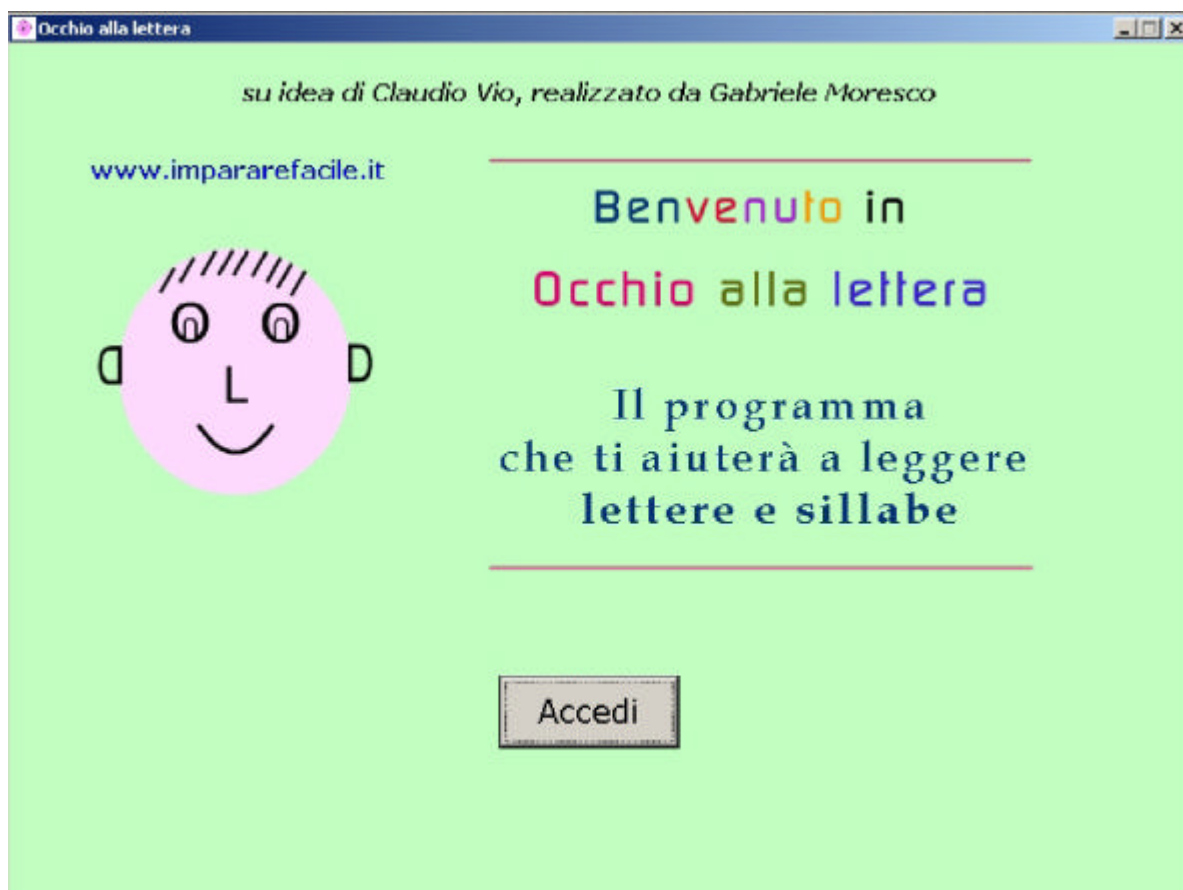 Occhio alla lettera
su idea di Claudio Vio, realizzato da Gabriele Moresco
www.impararefacile.it
Benvenuto in
Occhio alla lettera
Il programma
che ti aiuterà a leggere
lettere e sillabe
Accedi